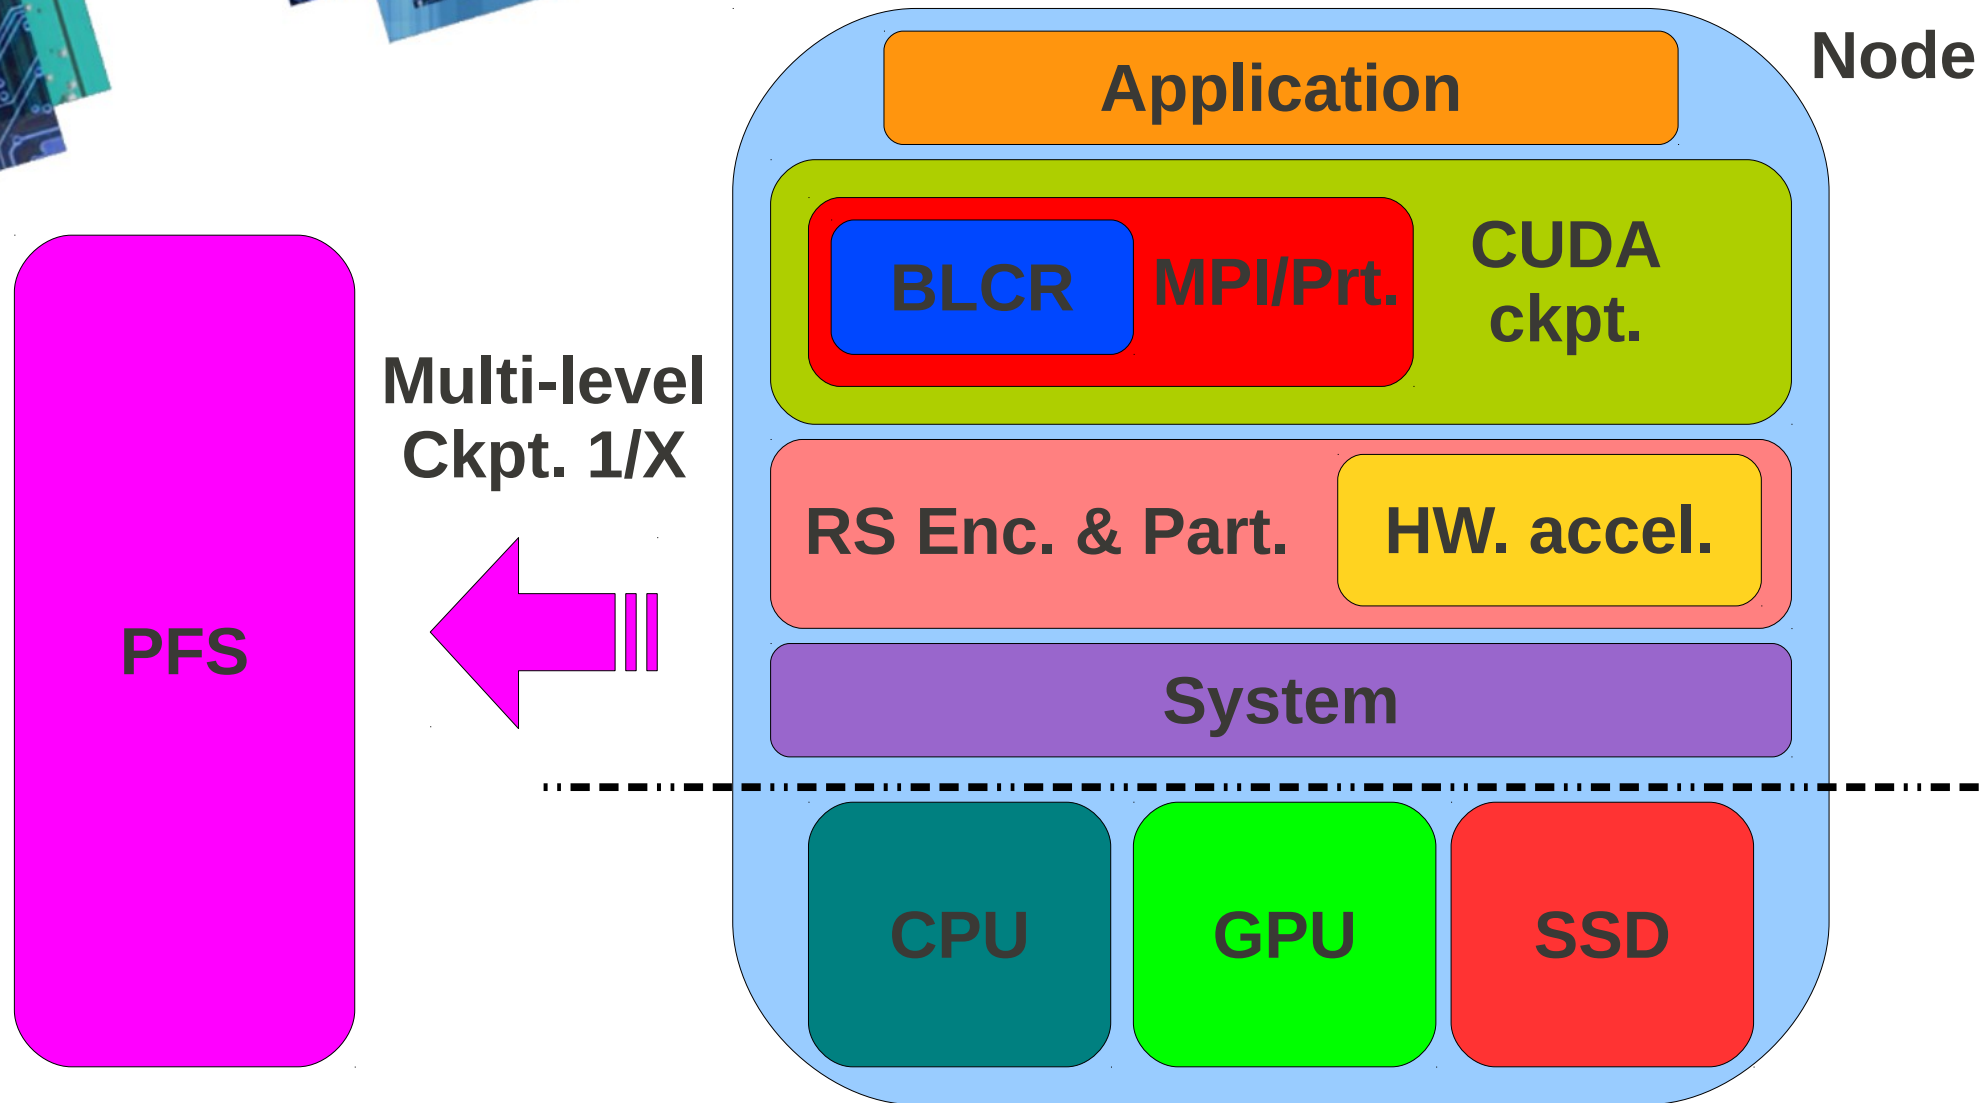 Node
Application
BLCR
MPI/Prt.
CUDA
ckpt.
Multi-level
Ckpt. 1/X
RS Enc. & Part.
HW. accel.
PFS
System
CPU
GPU
SSD